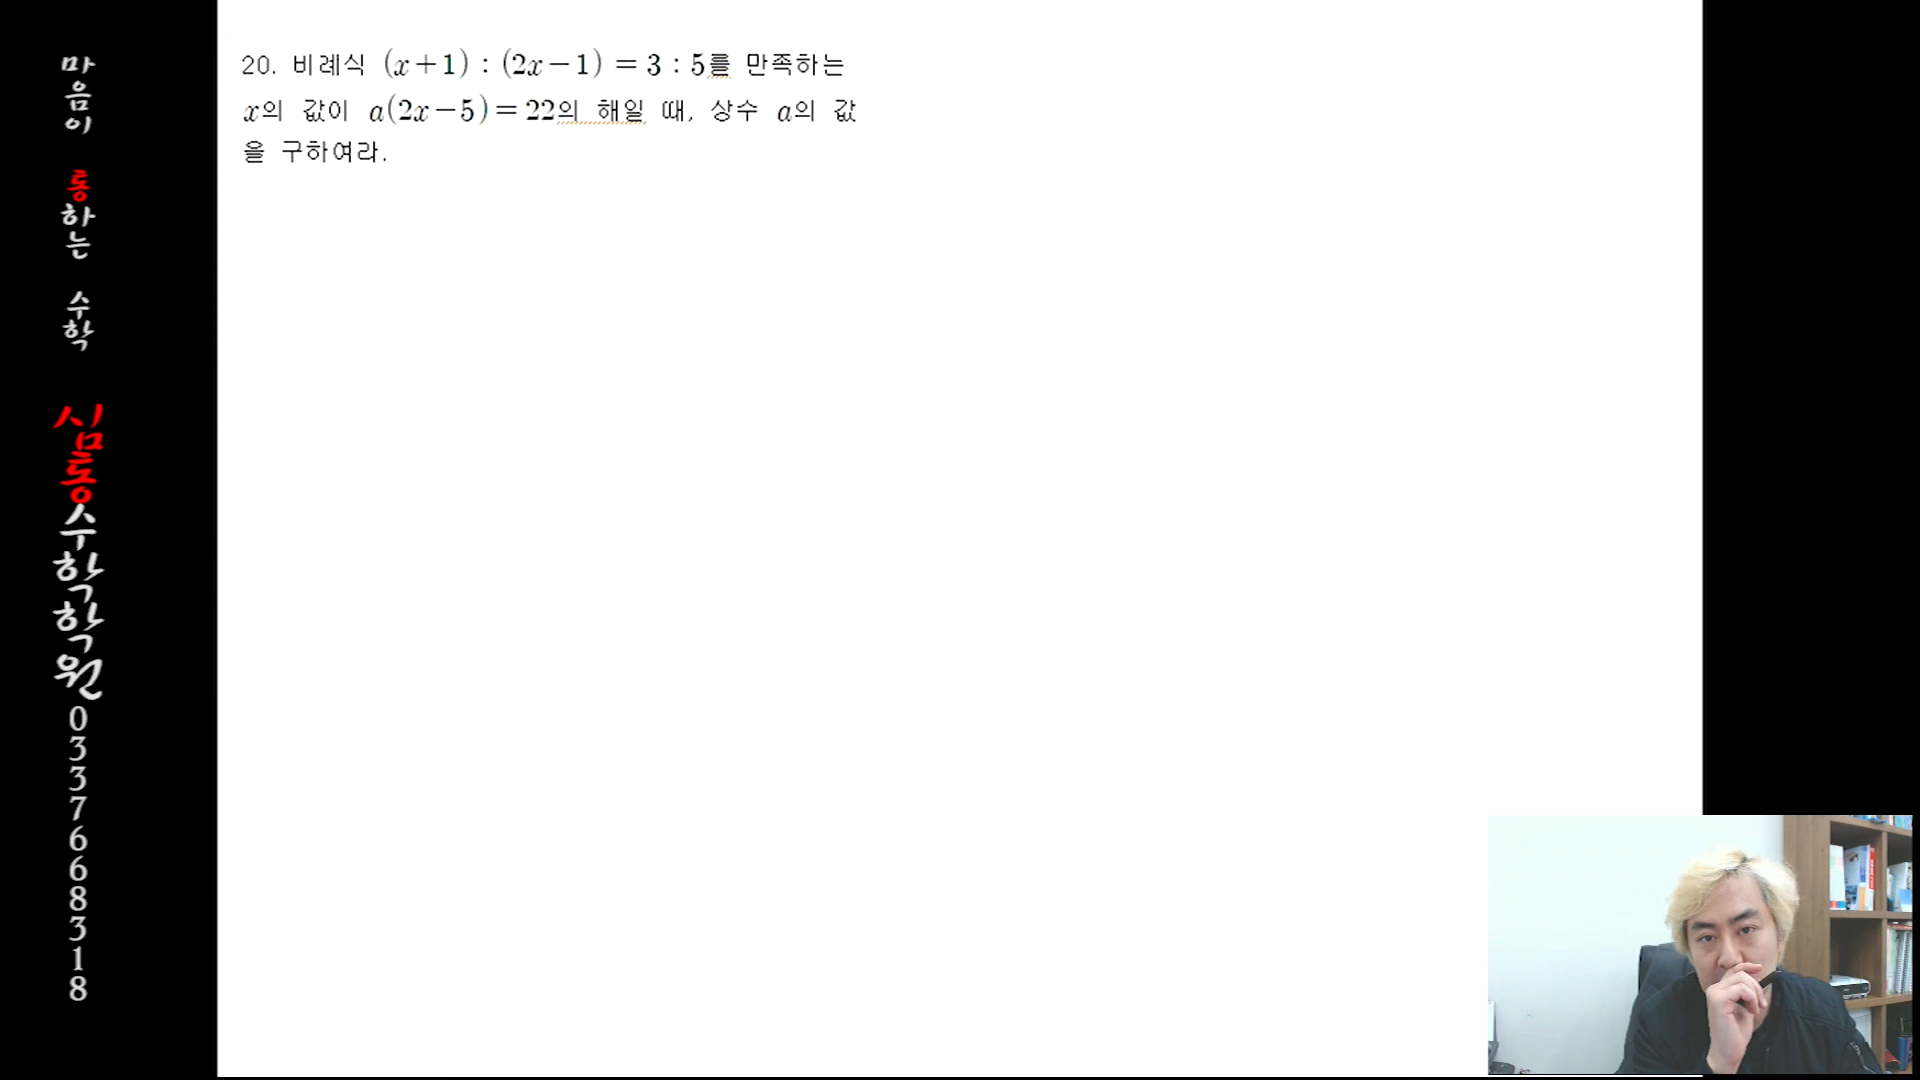 마음이 통하는 수학
심통수학학원
0337668318
20. 비례식 (x+1) : (2x−1) = 3 : 5를 만족하는
x의 값이 a(2x−5) = 22의 해일 때, 상수 a의 값
을 구하여라.